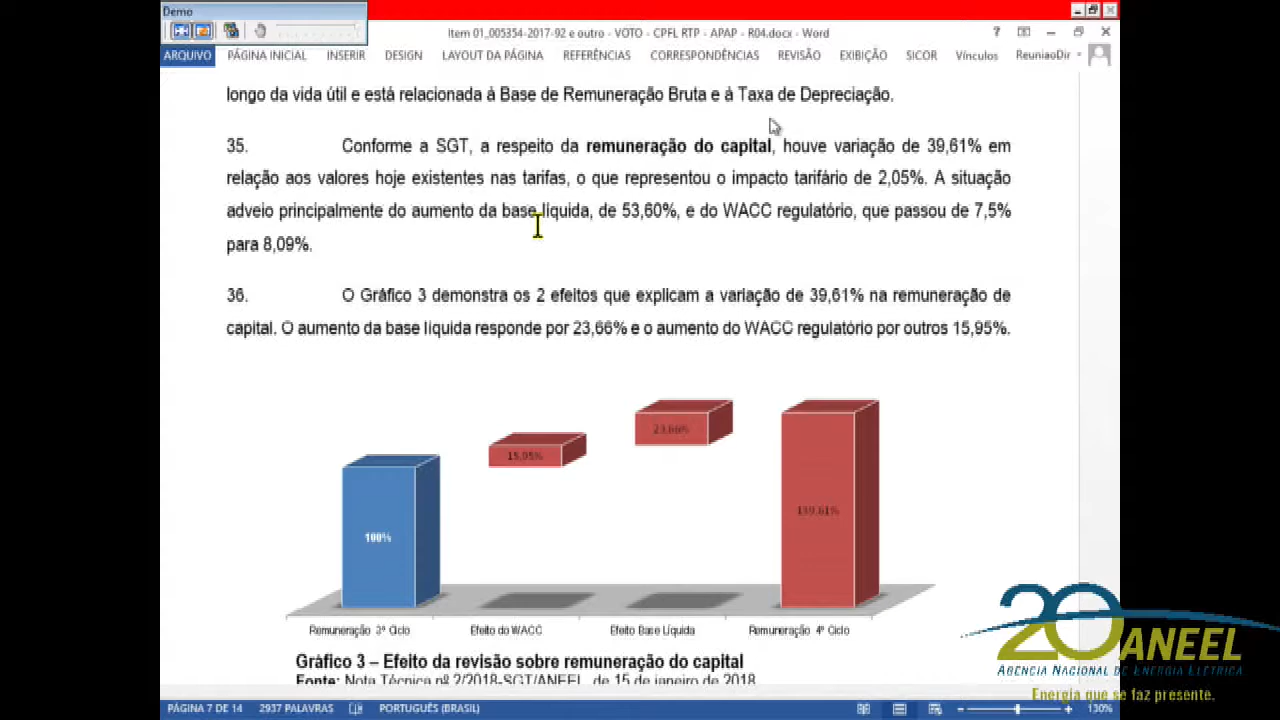 Demo
Item 01_005354-2017-92 e outro - VOTO - CPFL RTP - APAP - R04.docx - Word
ARQUIVO PÁGINA INICIAL INSERIR DESIGN LAYOUT DA PÁGINA REFERÊNCIAS CORRESPONDÊNCIAS REVISÃO EXIBIÇÃO SICOR Vínculos ReuniaoDir
longo da vida útil e está relacionada à Base de Remuneração Bruta e à Taxa de Depreciação.
35. Conforme a SGT, a respeito da remuneração do capital, houve variação de 39,61% em
relação aos valores hoje existentes nas tarifas, o que representou o impacto tarifário de 2,05%. A situação
adveio principalmente do aumento da base líquida, de 53,60%, e do WACC regulatório, que passou de 7,5%
para 8,09%.
36. O Gráfico 3 demonstra os 2 efeitos que explicam a variação de 39,61% na remuneração de
capital. O aumento da base líquida responde por 23,66% e o aumento do WACC regulatório por outros 15,95%.
23,66%
15,95%
139,61%
100%
Remuneração 3º Ciclo Efeito do WACC Efeito Base Líquida Remuneração 4º Ciclo
Gráfico 3 – Efeito da revisão sobre remuneração do capital
Fonte: Nota Técnica nº 2/2018-SGT/ANEEL, de 15 de janeiro de 2018
20 ANEEL
AGENCIA NACIONAL DE ENERGIA ELÉTRICA
Energia que se faz presente.
PÁGINA 7 DE 14 2937 PALAVRAS PORTUGUÊS (BRASIL) 130%